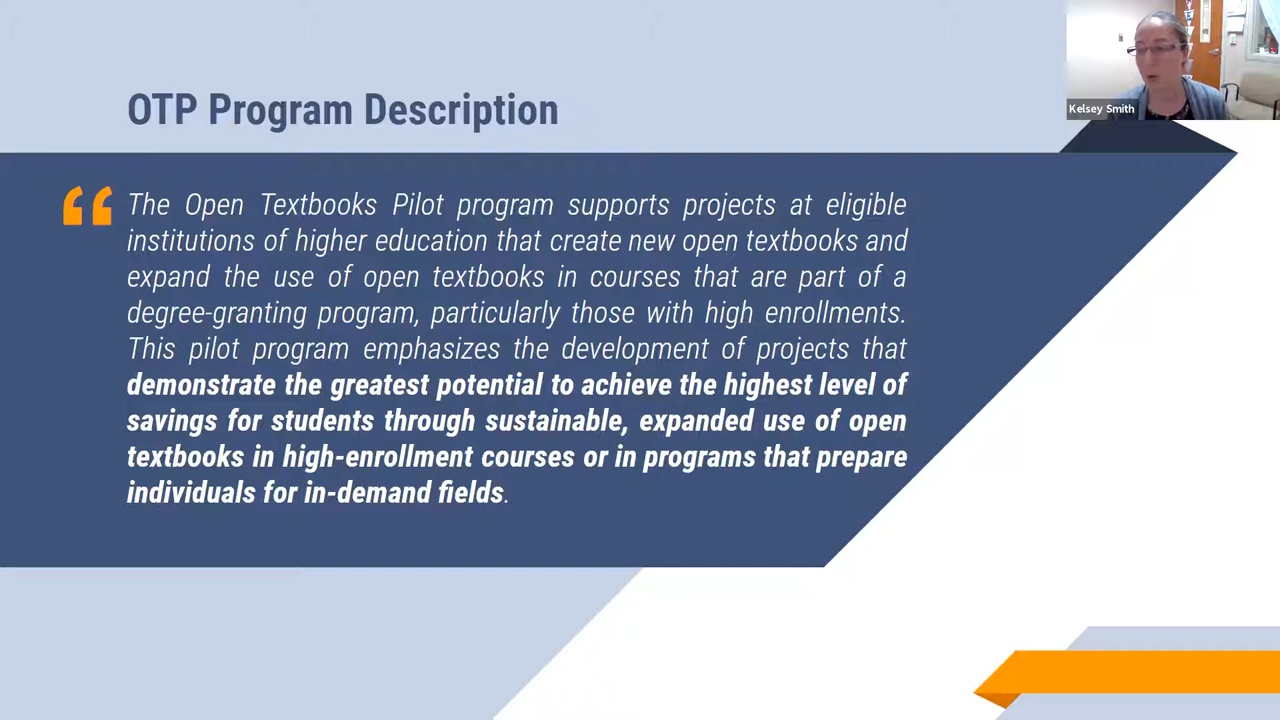 OTP Program Description
Kelsey Smith
“
The Open Textbooks Pilot program supports projects at eligible
institutions of higher education that create new open textbooks and
expand the use of open textbooks in courses that are part of a
degree-granting program, particularly those with high enrollments.
This pilot program emphasizes the development of projects that
demonstrate the greatest potential to achieve the highest level of
savings for students through sustainable, expanded use of open
textbooks in high-enrollment courses or in programs that prepare
individuals for in-demand fields.